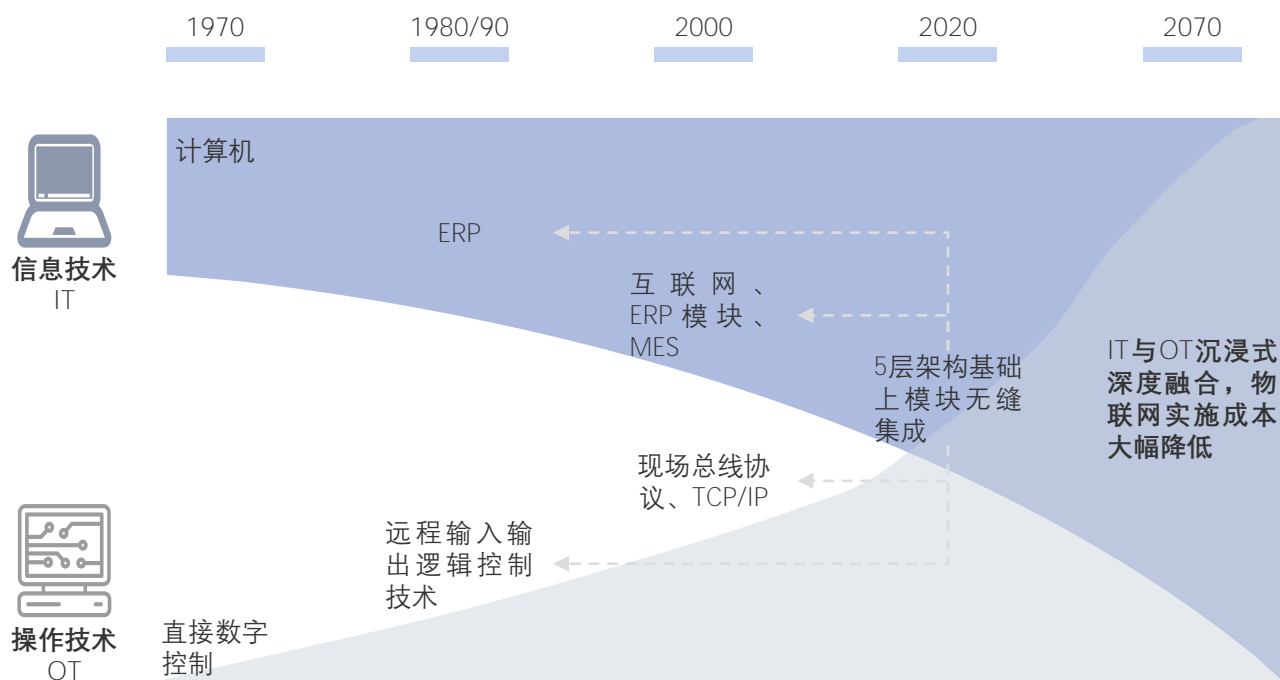 1970 1980/90 2000 2020 2070
计算机
信息技术
IT
ERP
互联网、
ERP模块、
MES
5层架构基础
上模块无缝
集成
IT与OT沉浸式
深度融合，物
联网实施成本
大幅降低
现场总线协
议、TCP/IP
远程输入输
出逻辑控制
技术
直接数字
控制
操作技术
OT